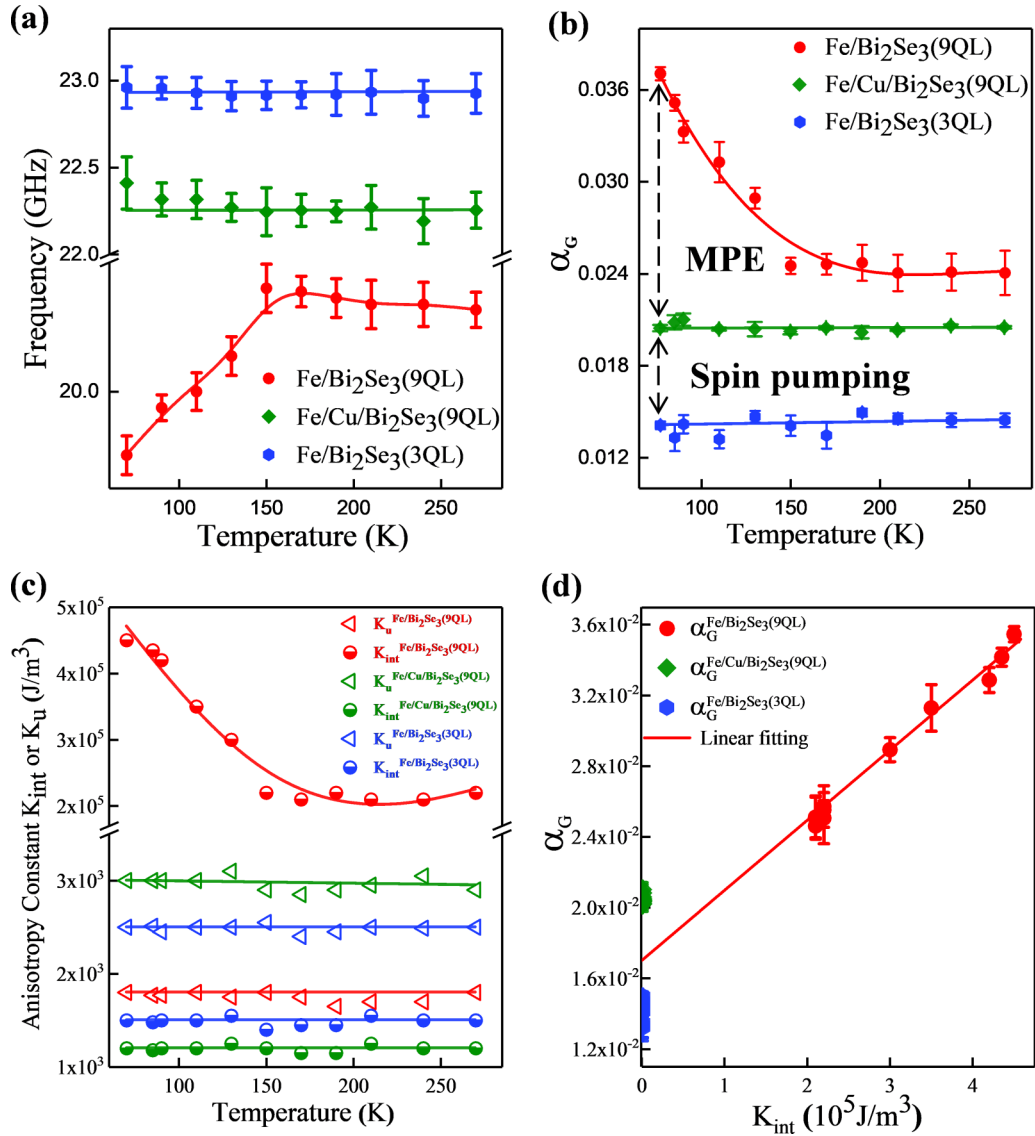 (a)
Frequency (GHz)
23.0
22.5
22.0
20.0
Fe/Bi2Se3(9QL)
Fe/Cu/Bi2Se3(9QL)
Fe/Bi2Se3(3QL)
100 150 200 250
Temperature (K)
(b)
αG
0.036
0.030
0.024
0.018
0.012
Fe/Bi2Se3(9QL)
Fe/Cu/Bi2Se3(9QL)
Fe/Bi2Se3(3QL)
MPE
Spin pumping
100 150 200 250
Temperature (K)
(c)
Anisotropy Constant Kint or Ku (J/m3)
5x10^5
4x10^5
3x10^5
2x10^5
3x10^3
2x10^3
1x10^3
Ku Fe/Bi2Se3(9QL)
Kint Fe/Bi2Se3(9QL)
Ku Fe/Cu/Bi2Se3(9QL)
Kint Fe/Cu/Bi2Se3(9QL)
Ku Fe/Bi2Se3(3QL)
Kint Fe/Bi2Se3(3QL)
100 150 200 250
Temperature (K)
(d)
αG
3.6x10^-2
3.2x10^-2
2.8x10^-2
2.4x10^-2
2.0x10^-2
1.6x10^-2
1.2x10^-2
αG Fe/Bi2Se3(9QL)
αG Fe/Cu/Bi2Se3(9QL)
αG Fe/Bi2Se3(3QL)
Linear fitting
0 1 2 3 4
Kint (10^5J/m3)